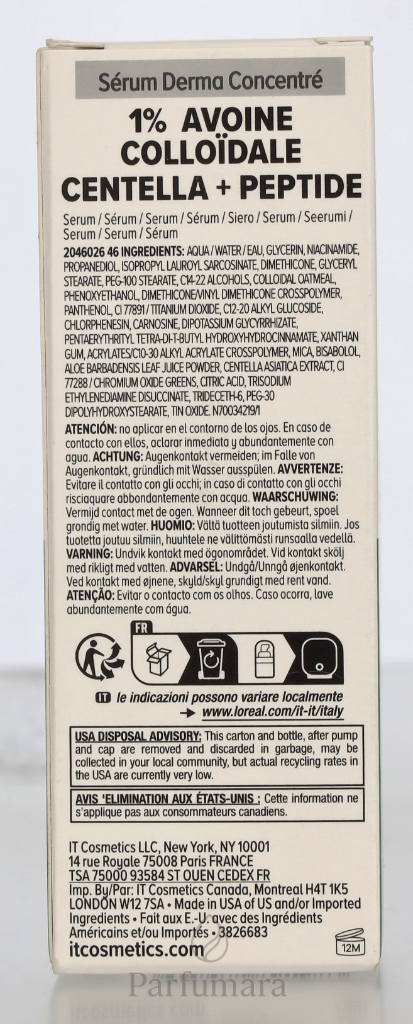 Sérum Derma Concentré
1% AVOINE
COLLOÏDALE
CENTELLA + PEPTIDE
Serum / Sérum / Serum / Sérum / Siero / Serum / Seerumi /
Serum / Serum / Sérum
2046026 46 INGREDIENTS: AQUA / WATER / EAU, GLYCERIN, NIACINAMIDE,
PROPANEDIOL, ISOPROPYL LAUROYL SARCOSINATE, DIMETHICONE, GLYCERYL
STEARATE, PEG-100 STEARATE, C14-22 ALCOHOLS, COLLOIDAL OATMEAL,
PHENOXYETHANOL, DIMETHICONE/VINYL DIMETHICONE CROSSPOLYMER,
PANTHENOL, CI 77891 / TITANIUM DIOXIDE, C12-20 ALKYL GLUCOSIDE,
CHLORPHENESIN, CARNOSINE, DIPOTASSIUM GLYCYRRHIZATE,
PENTAERYTHRITYL TETRA-DI-T-BUTYL HYDROXYHYDROCINNAMATE, XANTHAN
GUM, ACRYLATES/C10-30 ALKYL ACRYLATE CROSSPOLYMER, MICA, BISABOLOL,
ALOE BARBADENSIS LEAF JUICE POWDER, CENTELLA ASIATICA EXTRACT, CI
77288 / CHROMIUM OXIDE GREENS, CITRIC ACID, TRISODIUM
ETHYLENEDIAMINE DISUCCINATE, TRIDECETH-6, PEG-30
DIPOLYHYDROXYSTEARATE, TIN OXIDE. N70034219/1
ATENCIÓN: no aplicar en el contorno de los ojos. En caso de
contacto con ellos, aclarar inmediata y abundantemente con
agua. ACHTUNG: Augenkontakt vermeiden; im Falle von
Augenkontakt, gründlich mit Wasser ausspülen. AVVERTENZE:
Evitare il contatto con gli occhi; in caso di contatto con gli occhi
risciaquare abbondantemente con acqua. WAARSCHUWING:
Vermijd contact met de ogen. Wanneer dit toch gebeurt, spoel
grondig met water. HUOMIO: Vältä tuotteen joutumista silmiin. Jos
tuotetta joutuu silmiin, huuhtele ne välittömästi runsaalla vedellä.
VARNING: Undvik kontakt med ögonområdet. Vid kontakt skölj
med rikligt med vatten. ADVARSEL: Undgå/Unngå øjenkontakt.
Ved kontakt med øjnene, skyld/skyl grundigt med rent vand.
ATENÇÃO: Evitar o contacto com os olhos. Caso ocorra, lave
abundantemente com água.
FR
IT le indicazioni possono variare localmente
→ www.loreal.com/it-it/italy
USA DISPOSAL ADVISORY: This carton and bottle, after pump
and cap are removed and discarded in garbage, may be
collected in your local community, but actual recycling rates in
the USA are currently very low.
AVIS 'ELIMINATION AUX ÉTATS-UNIS : Cette information ne
s'applique pas aux consommateurs canadiens.
IT Cosmetics LLC, New York, NY 10001
14 rue Royale 75008 Paris FRANCE
TSA 75000 93584 ST OUEN CEDEX FR
Imp. By/Par: IT Cosmetics Canada, Montreal H4T 1K5
LONDON W12 7SA • Made in USA of US and/or Imported
Ingredients • Fait aux E.-U. avec des Ingrédients
Américains et/ou Importés • 3826683
itcosmetics.com
12M
Parfumara